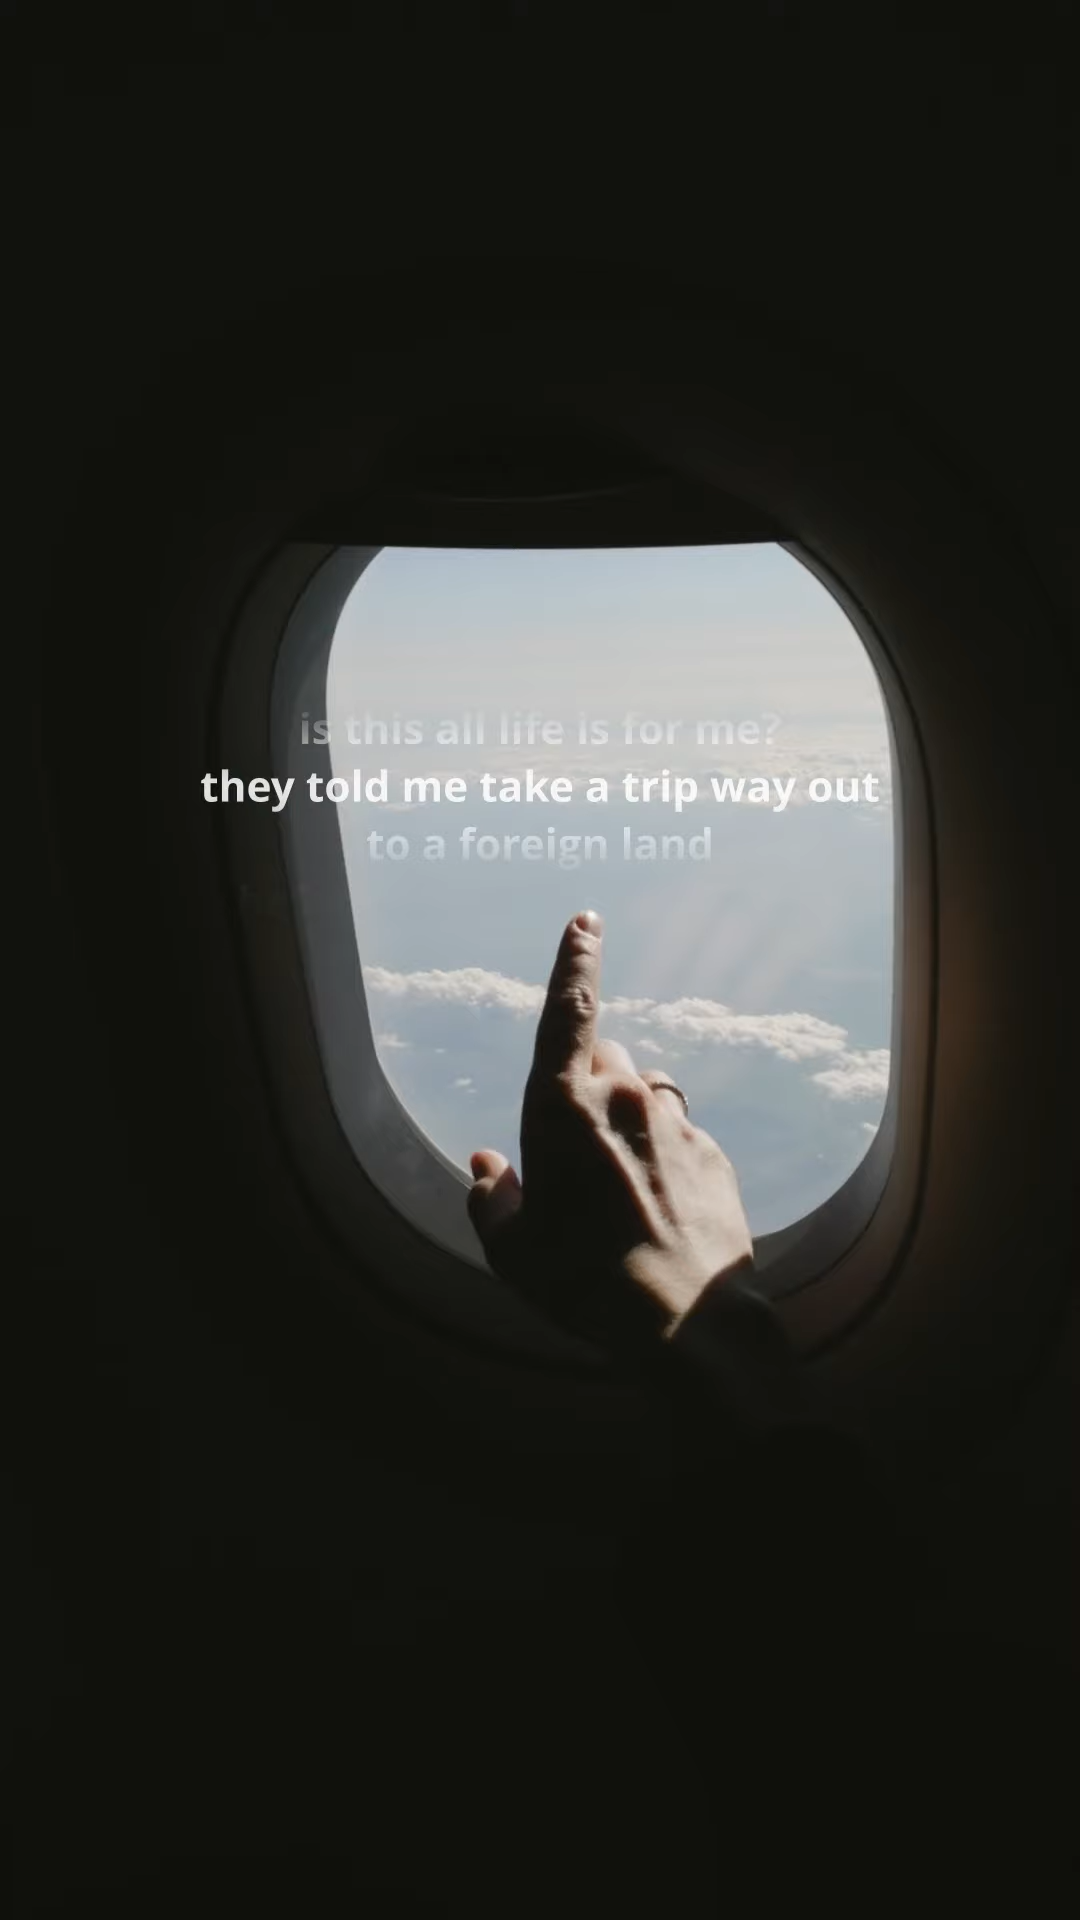 is this all life is for me?
they told me take a trip way out
to a foreign land